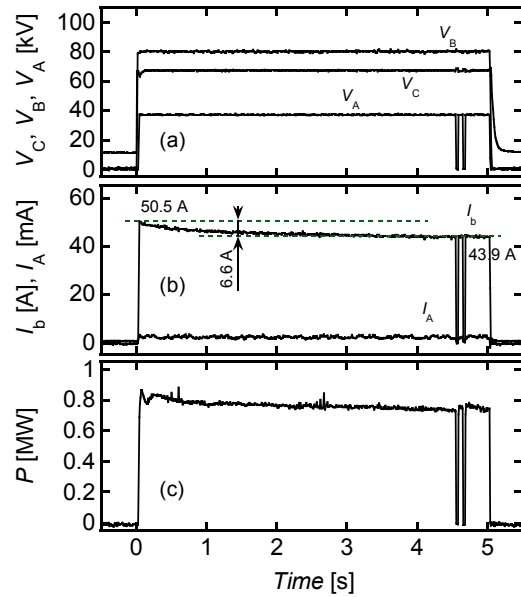 V_C, V_B, V_A [kV]
100
80
60
40
20
0
V_B
V_A
V_C
(a)
I_b [A], I_A [mA]
60
40
20
0
50.5 A
6.6 A
I_b
43.9 A
I_A
(b)
P [MW]
1
0.8
0.6
0.4
0.2
0
(c)
0 1 2 3 4 5
Time [s]